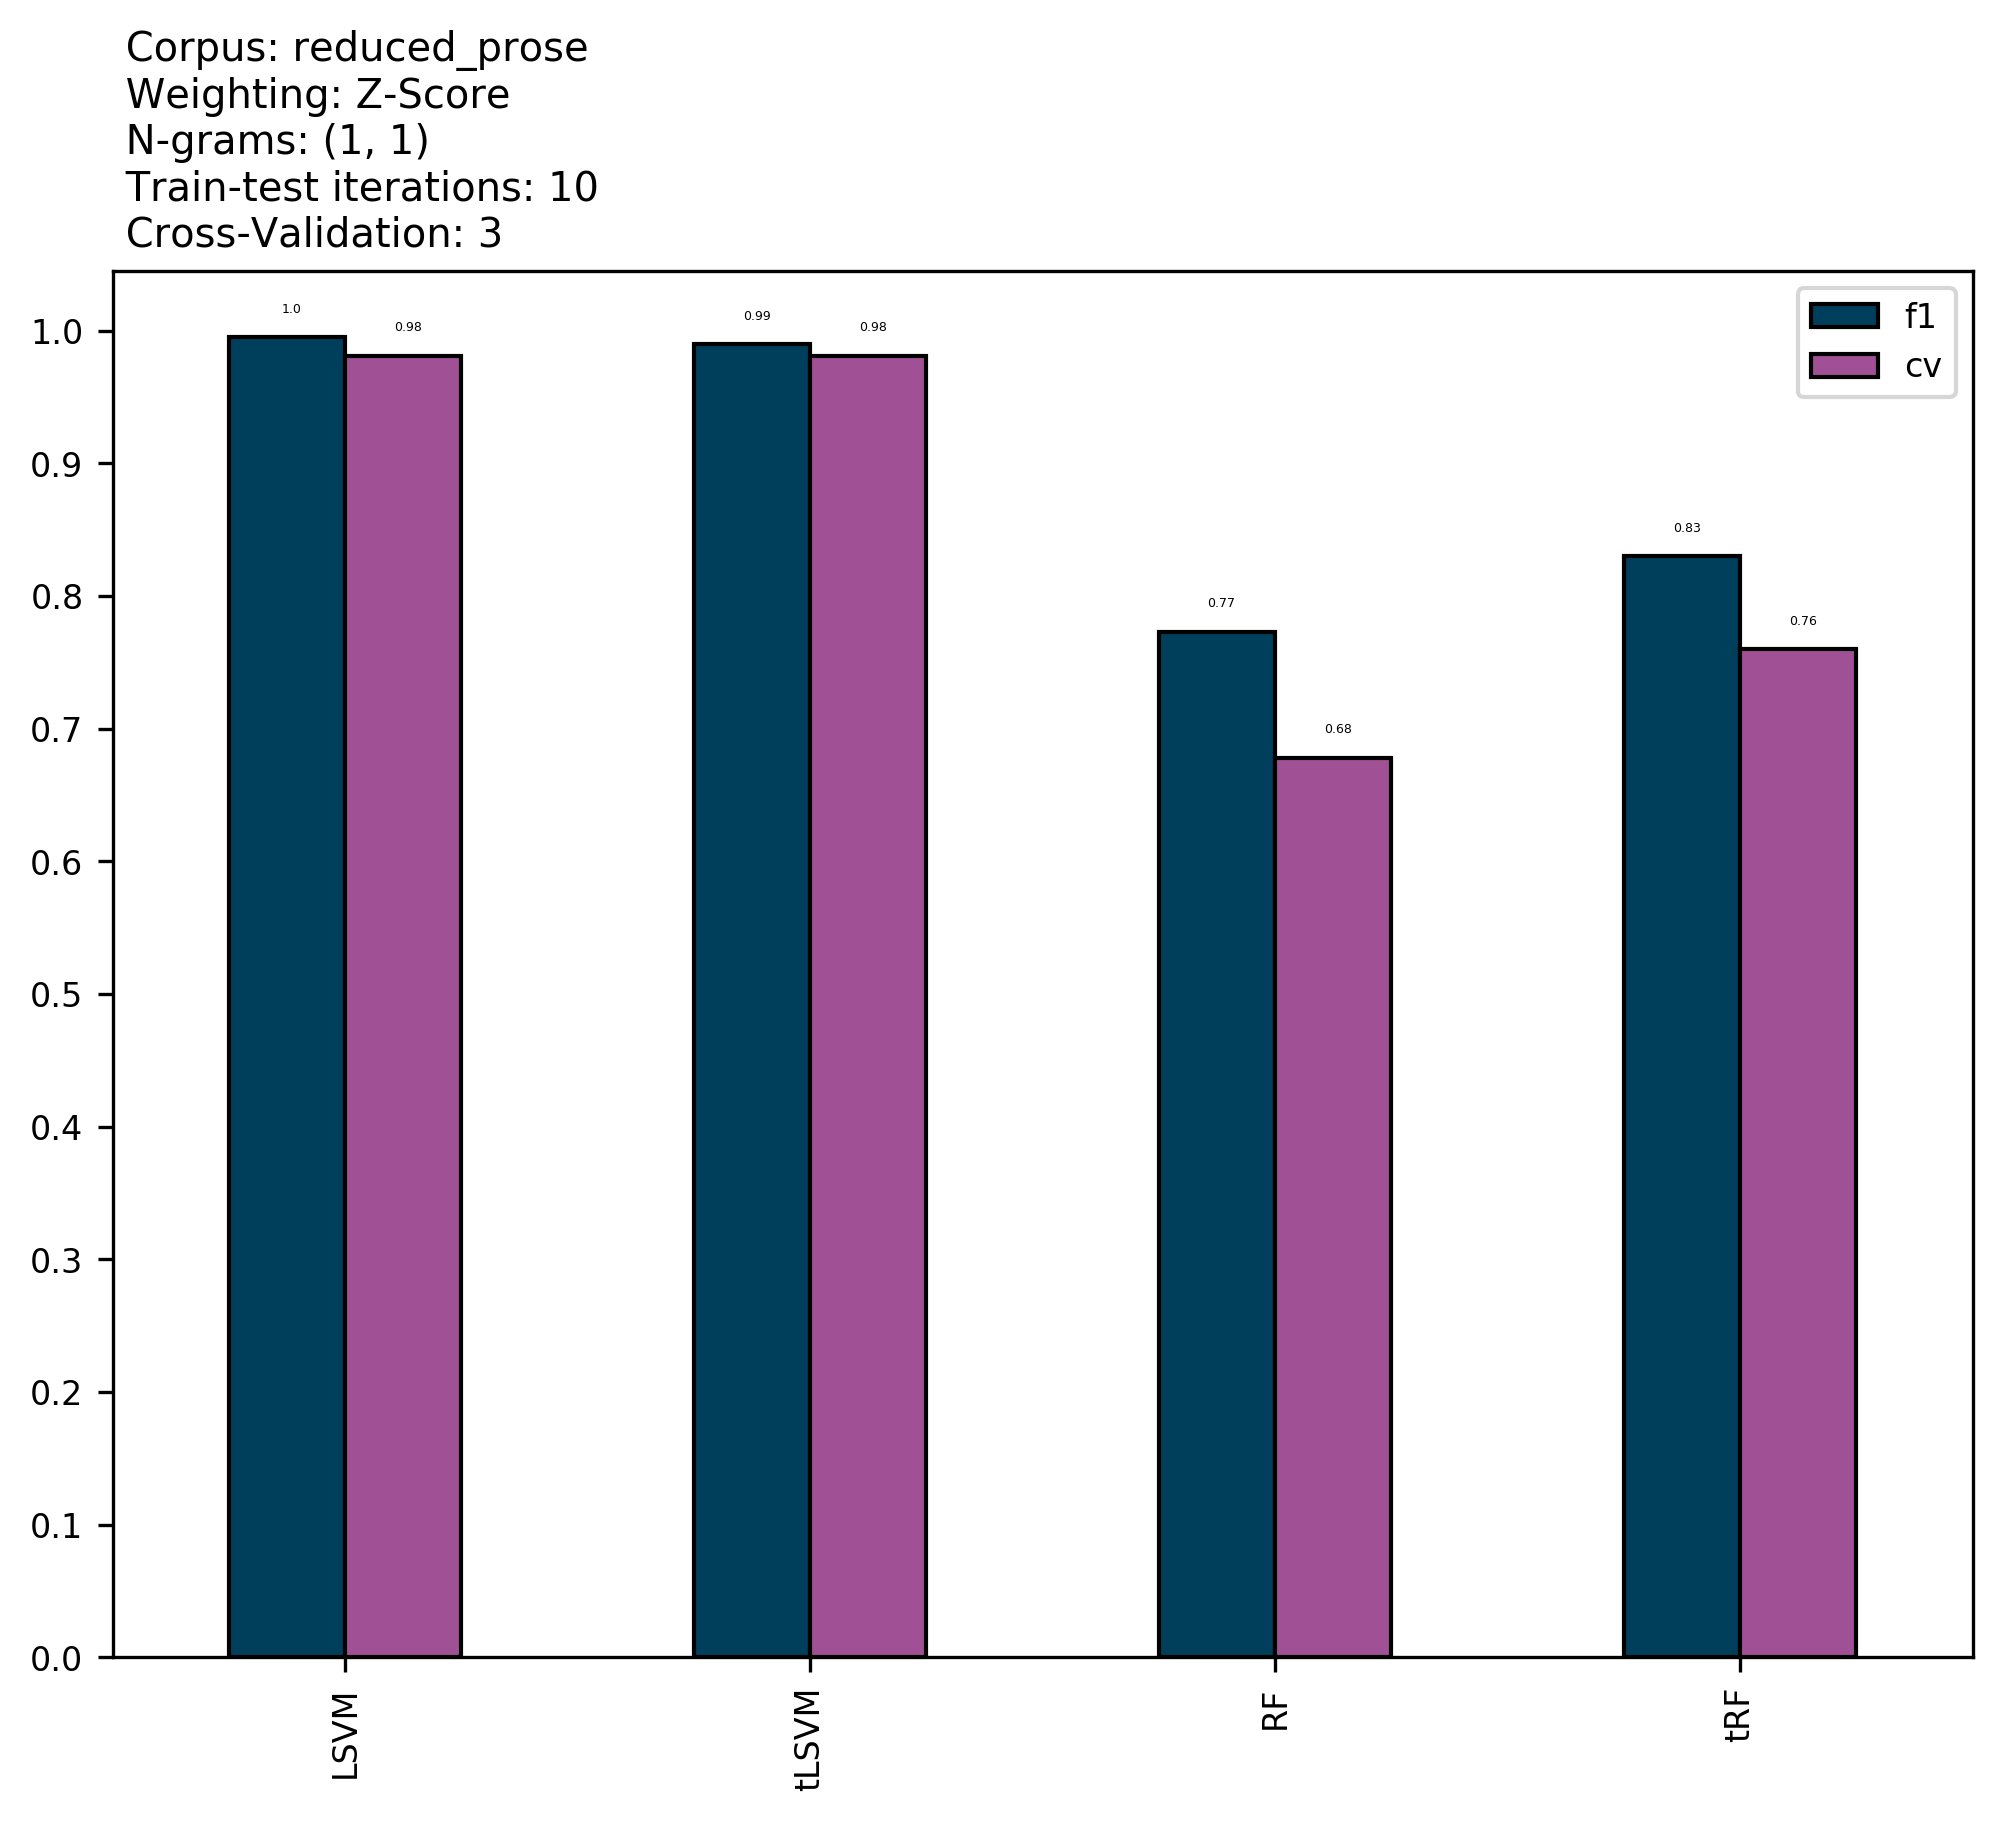 Corpus: reduced_prose
Weighting: Z-Score
N-grams: (1, 1)
Train-test iterations: 10
Cross-Validation: 3
f1
cv
1.0
0.98
0.99
0.98
0.77
0.68
0.83
0.76
1.0
0.9
0.8
0.7
0.6
0.5
0.4
0.3
0.2
0.1
0.0
LSVM
tLSVM
RF
tRF